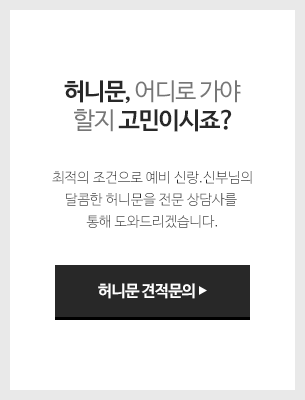 허니문, 어디로 가야
할지 고민이시죠?
최적의 조건으로 예비 신랑.신부님의
달콤한 허니문을 전문 상담사를
통해 도와드리겠습니다.
허니문 견적문의 ▶